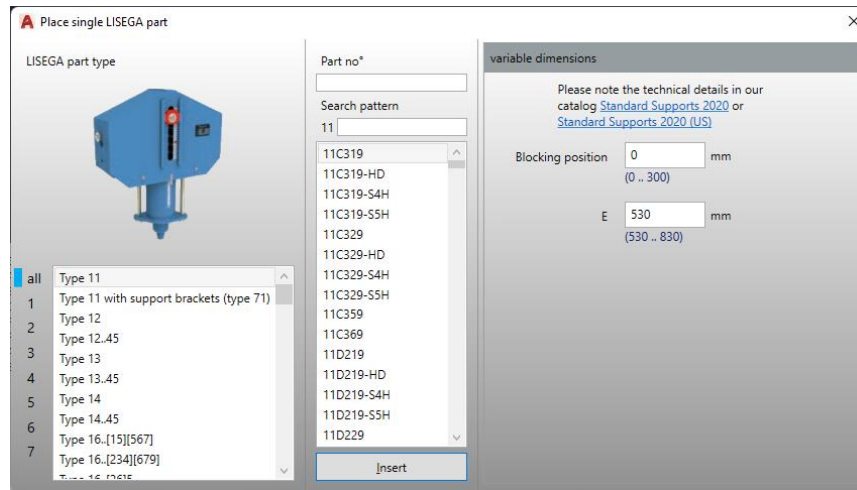 Place single LISEGA part
LISEGA part type
all
1
2
3
4
5
6
7
Type 11
Type 11 with support brackets (type 71)
Type 12
Type 12..45
Type 13
Type 13..45
Type 14
Type 14..45
Type 16..[15][567]
Type 16..[234][679]
Type 16..[26]5
Part no°
Search pattern
11
11C319
11C319-HD
11C319-S4H
11C319-S5H
11C329
11C329-HD
11C329-S4H
11C329-S5H
11C359
11C369
11D219
11D219-HD
11D219-S4H
11D219-S5H
11D229
Insert
variable dimensions
Please note the technical details in our
catalog Standard Supports 2020 or
Standard Supports 2020 (US)
Blocking position 0 mm
(0 .. 300)
E 530 mm
(530 .. 830)